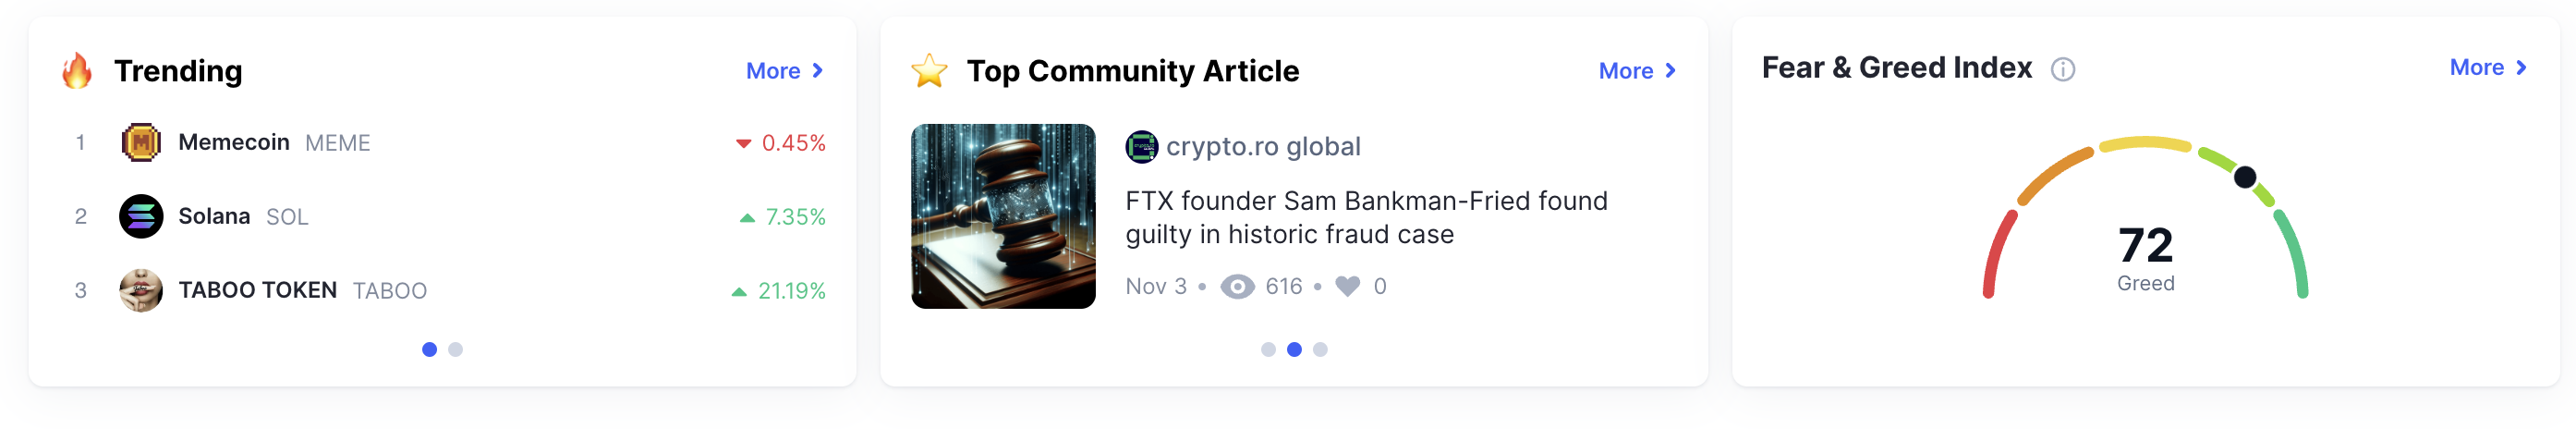 Trending
More
1 Memecoin MEME 0.45%
2 Solana SOL 7.35%
3 TABOO TOKEN TABOO 21.19%
Top Community Article
More
crypto.ro global
FTX founder Sam Bankman-Fried found
guilty in historic fraud case
Nov 3 • 616 • 0
Fear & Greed Index
More
72
Greed